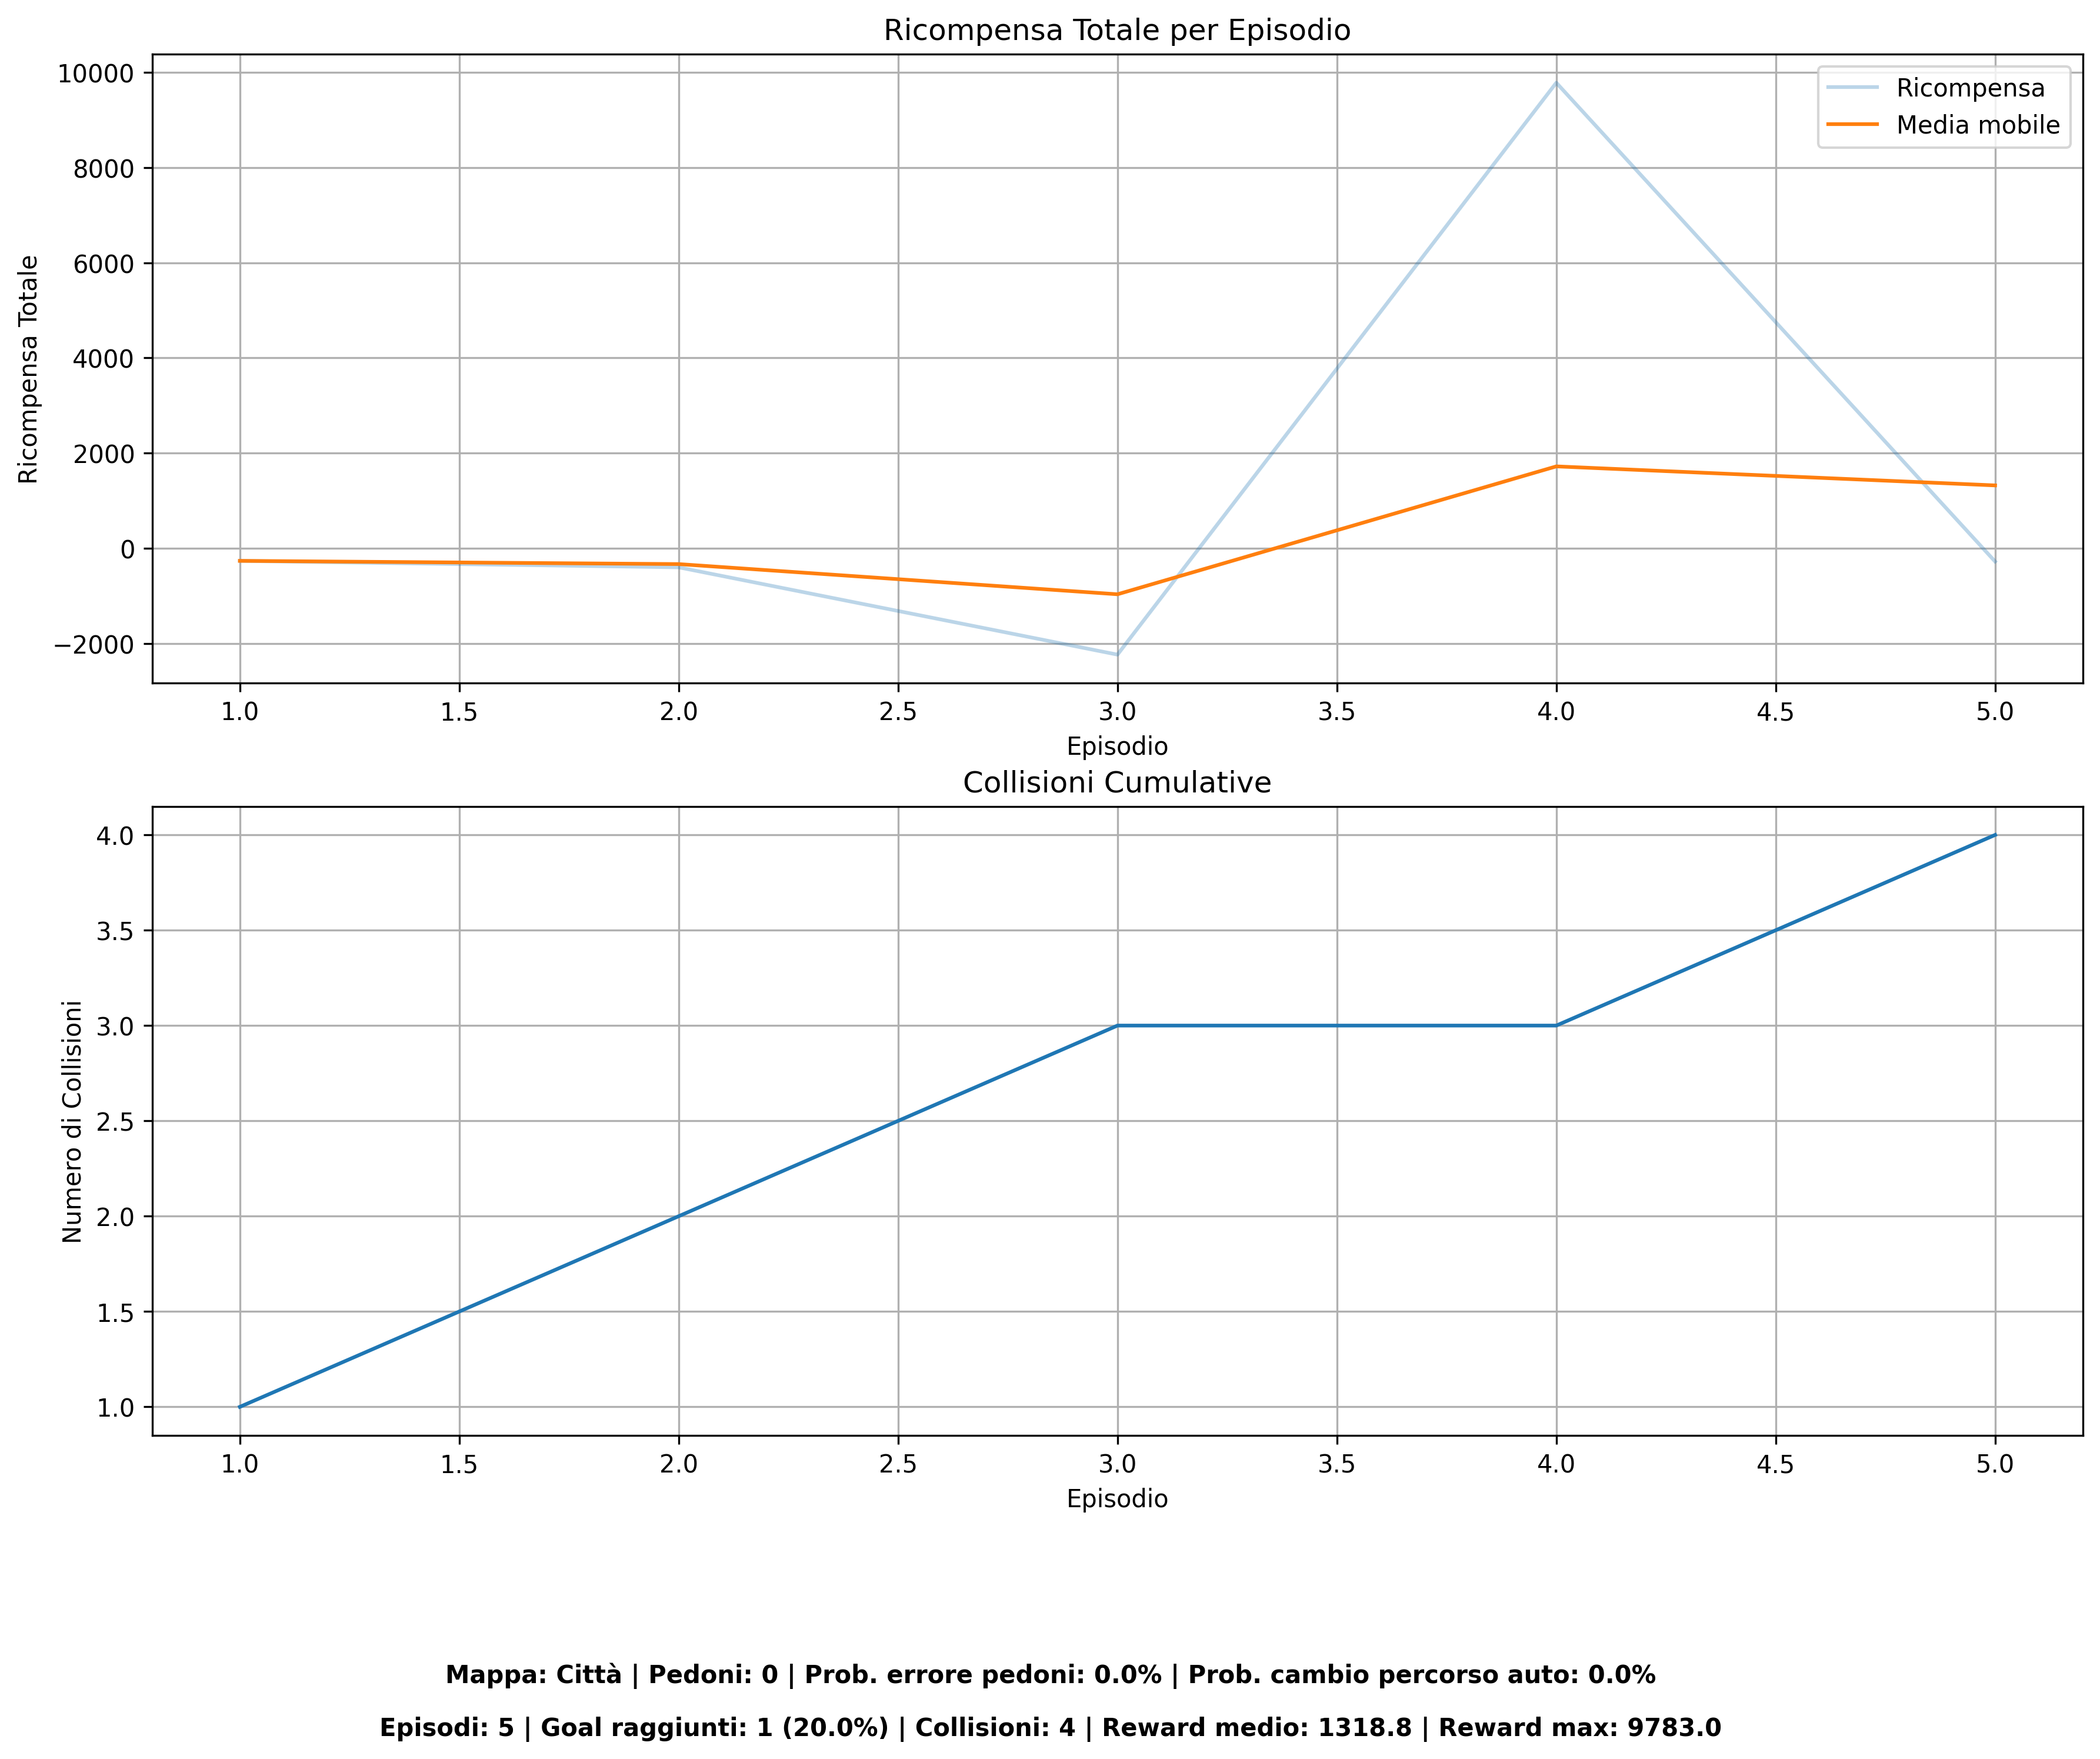 Ricompensa Totale per Episodio
10000
8000
6000
4000
2000
0
−2000
Ricompensa Totale
Ricompensa
Media mobile
1.0 1.5 2.0 2.5 3.0 3.5 4.0 4.5 5.0
Episodio
Collisioni Cumulative
4.0
3.5
3.0
2.5
2.0
1.5
1.0
Numero di Collisioni
1.0 1.5 2.0 2.5 3.0 3.5 4.0 4.5 5.0
Episodio
Mappa: Città | Pedoni: 0 | Prob. errore pedoni: 0.0% | Prob. cambio percorso auto: 0.0%
Episodi: 5 | Goal raggiunti: 1 (20.0%) | Collisioni: 4 | Reward medio: 1318.8 | Reward max: 9783.0